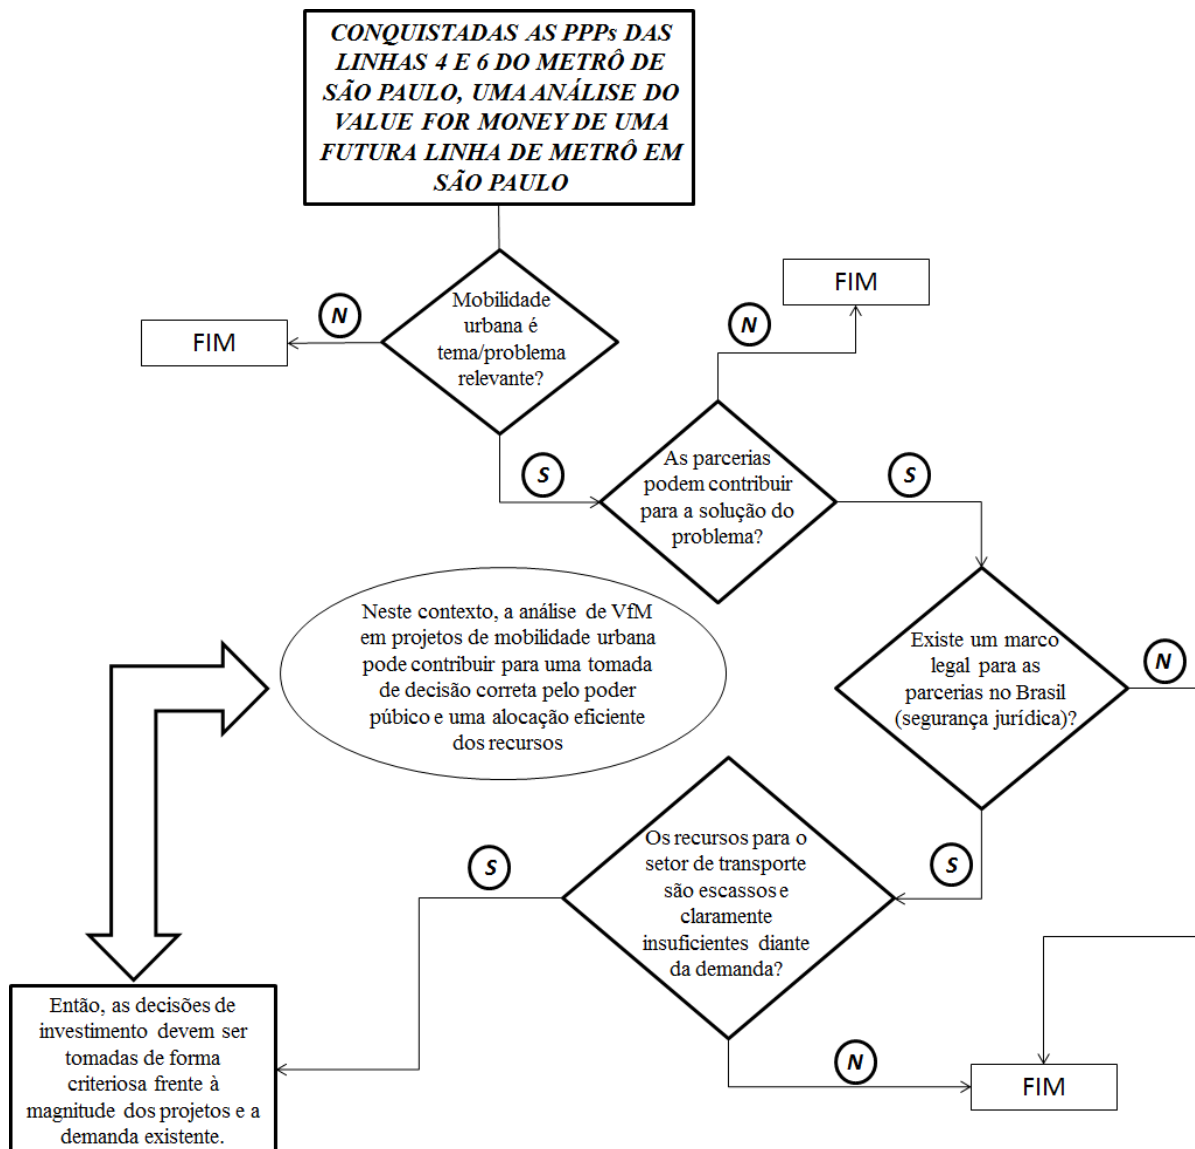 CONQUISTADAS AS PPPs DAS
LINHAS 4 E 6 DO METRÔ DE
SÃO PAULO, UMA ANÁLISE DO
VALUE FOR MONEY DE UMA
FUTURA LINHA DE METRÔ EM
SÃO PAULO
Mobilidade
urbana é
tema/problema
relevante?
N
FIM
S
As parcerias
podem contribuir
para a solução do
problema?
N
FIM
S
Existe um marco
legal para as
parcerias no Brasil
(segurança jurídica)?
N
S
Os recursos para o
setor de transporte
são escassos e
claramente
insuficientes diante
da demanda?
N
FIM
S
Então, as decisões de
investimento devem ser
tomadas de forma
criteriosa frente à
magnitude dos projetos e a
demanda existente.
Neste contexto, a análise de VfM
em projetos de mobilidade urbana
pode contribuir para uma tomada
de decisão correta pelo poder
púbico e uma alocação eficiente
dos recursos